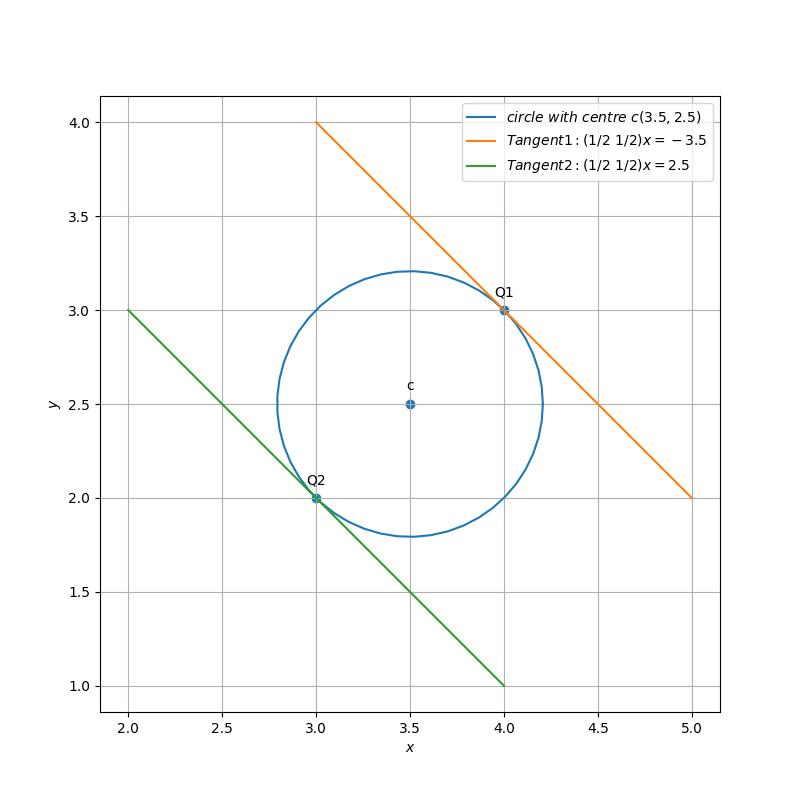 circle with centre c(3.5, 2.5)
Tangent1 : (1/2 1/2)x = −3.5
Tangent2 : (1/2 1/2)x = 2.5
4.0
3.5
3.0
2.5
2.0
1.5
1.0
y
Q1
c
Q2
2.0 2.5 3.0 3.5 4.0 4.5 5.0
x